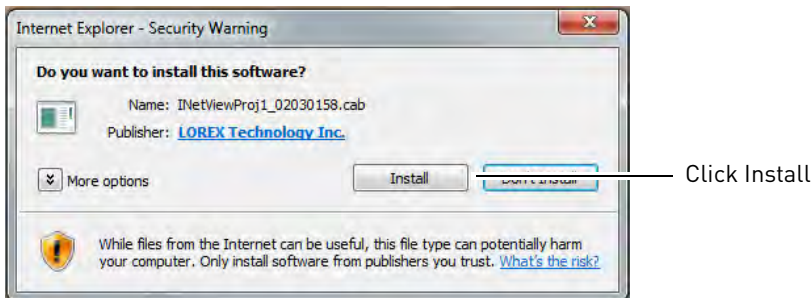 Internet Explorer - Security Warning
Do you want to install this software?
Name: INetViewProj1_02030158.cab
Publisher: LOREX Technology Inc.
More options
Install
Don't Install
Click Install
While files from the Internet can be useful, this file type can potentially harm
your computer. Only install software from publishers you trust. What's the risk?